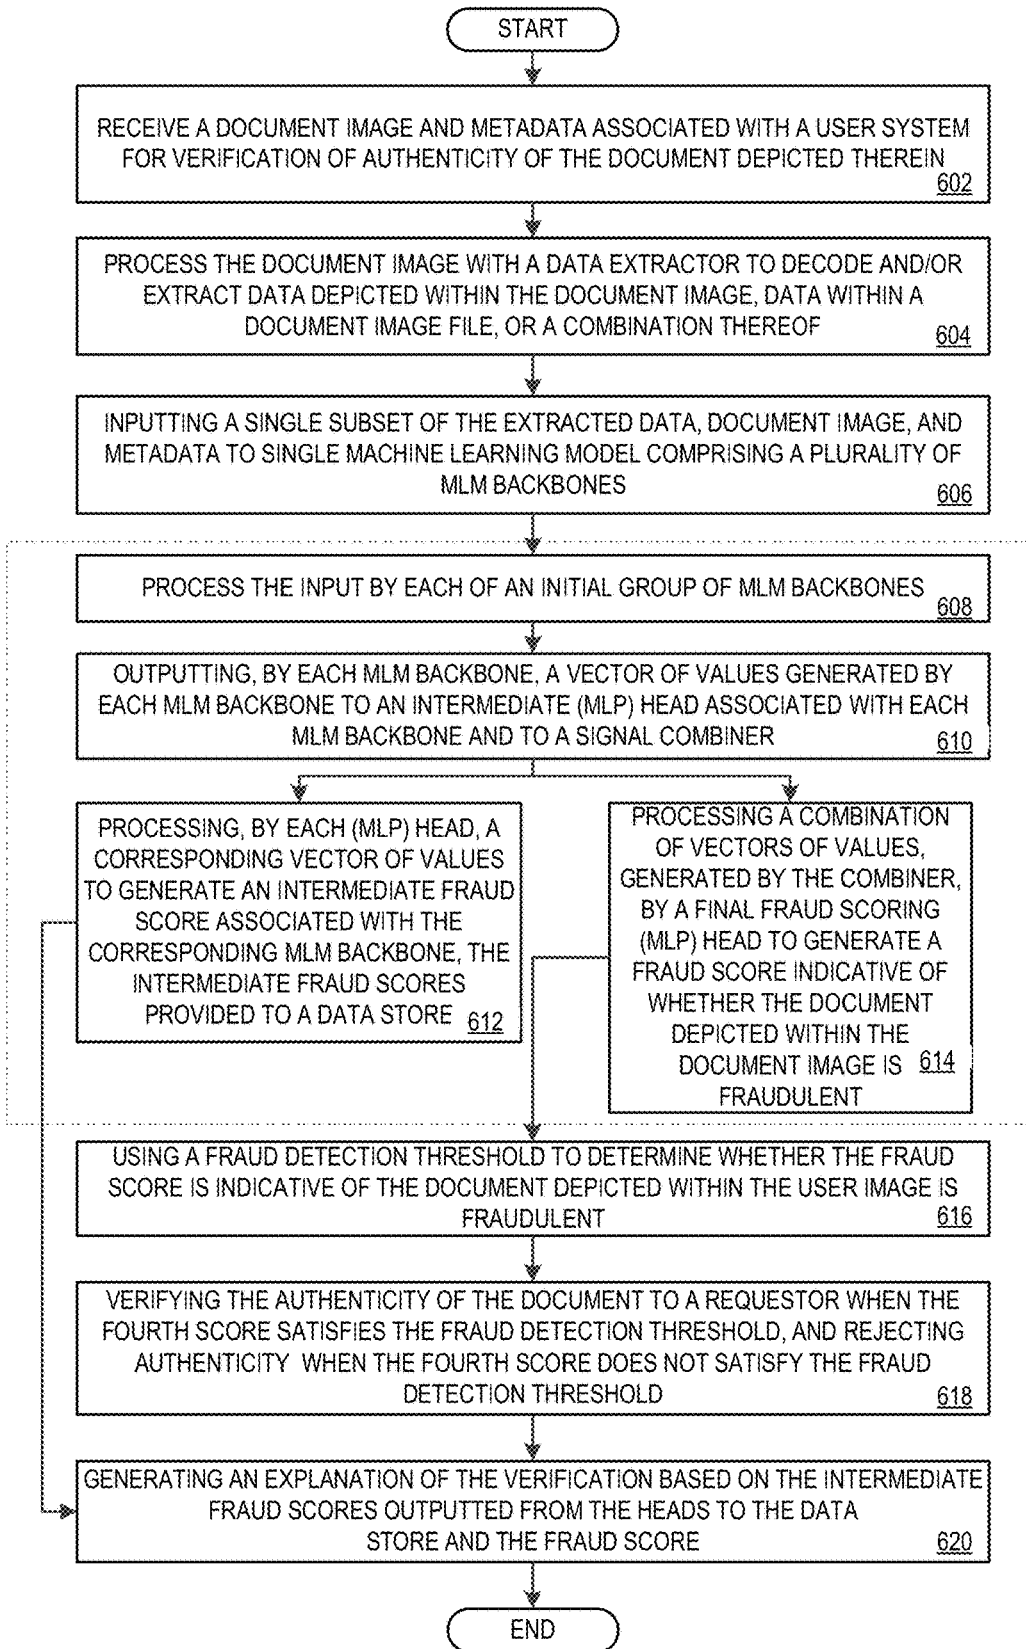 START
RECEIVE A DOCUMENT IMAGE AND METADATA ASSOCIATED WITH A USER SYSTEM
FOR VERIFICATION OF AUTHENTICITY OF THE DOCUMENT DEPICTED THEREIN
602
PROCESS THE DOCUMENT IMAGE WITH A DATA EXTRACTOR TO DECODE AND/OR
EXTRACT DATA DEPICTED WITHIN THE DOCUMENT IMAGE, DATA WITHIN A
DOCUMENT IMAGE FILE, OR A COMBINATION THEREOF
604
INPUTTING A SINGLE SUBSET OF THE EXTRACTED DATA, DOCUMENT IMAGE, AND
METADATA TO SINGLE MACHINE LEARNING MODEL COMPRISING A PLURALITY OF
MLM BACKBONES
606
PROCESS THE INPUT BY EACH OF AN INITIAL GROUP OF MLM BACKBONES
608
OUTPUTTING, BY EACH MLM BACKBONE, A VECTOR OF VALUES GENERATED BY
EACH MLM BACKBONE TO AN INTERMEDIATE (MLP) HEAD ASSOCIATED WITH EACH
MLM BACKBONE AND TO A SIGNAL COMBINER
610
PROCESSING, BY EACH (MLP) HEAD, A
CORRESPONDING VECTOR OF VALUES
TO GENERATE AN INTERMEDIATE FRAUD
SCORE ASSOCIATED WITH THE
CORRESPONDING MLM BACKBONE, THE
INTERMEDIATE FRAUD SCORES
PROVIDED TO A DATA STORE
612
PROCESSING A COMBINATION
OF VECTORS OF VALUES,
GENERATED BY THE COMBINER,
BY A FINAL FRAUD SCORING
(MLP) HEAD TO GENERATE A
FRAUD SCORE INDICATIVE OF
WHETHER THE DOCUMENT
DEPICTED WITHIN THE
DOCUMENT IMAGE IS
614
FRAUDULENT
USING A FRAUD DETECTION THRESHOLD TO DETERMINE WHETHER THE FRAUD
SCORE IS INDICATIVE OF THE DOCUMENT DEPICTED WITHIN THE USER IMAGE IS
FRAUDULENT
616
VERIFYING THE AUTHENTICITY OF THE DOCUMENT TO A REQUESTOR WHEN THE
FOURTH SCORE SATISFIES THE FRAUD DETECTION THRESHOLD, AND REJECTING
AUTHENTICITY WHEN THE FOURTH SCORE DOES NOT SATISFY THE FRAUD
DETECTION THRESHOLD
618
GENERATING AN EXPLANATION OF THE VERIFICATION BASED ON THE INTERMEDIATE
FRAUD SCORES OUTPUTTED FROM THE HEADS TO THE DATA
STORE AND THE FRAUD SCORE
620
END